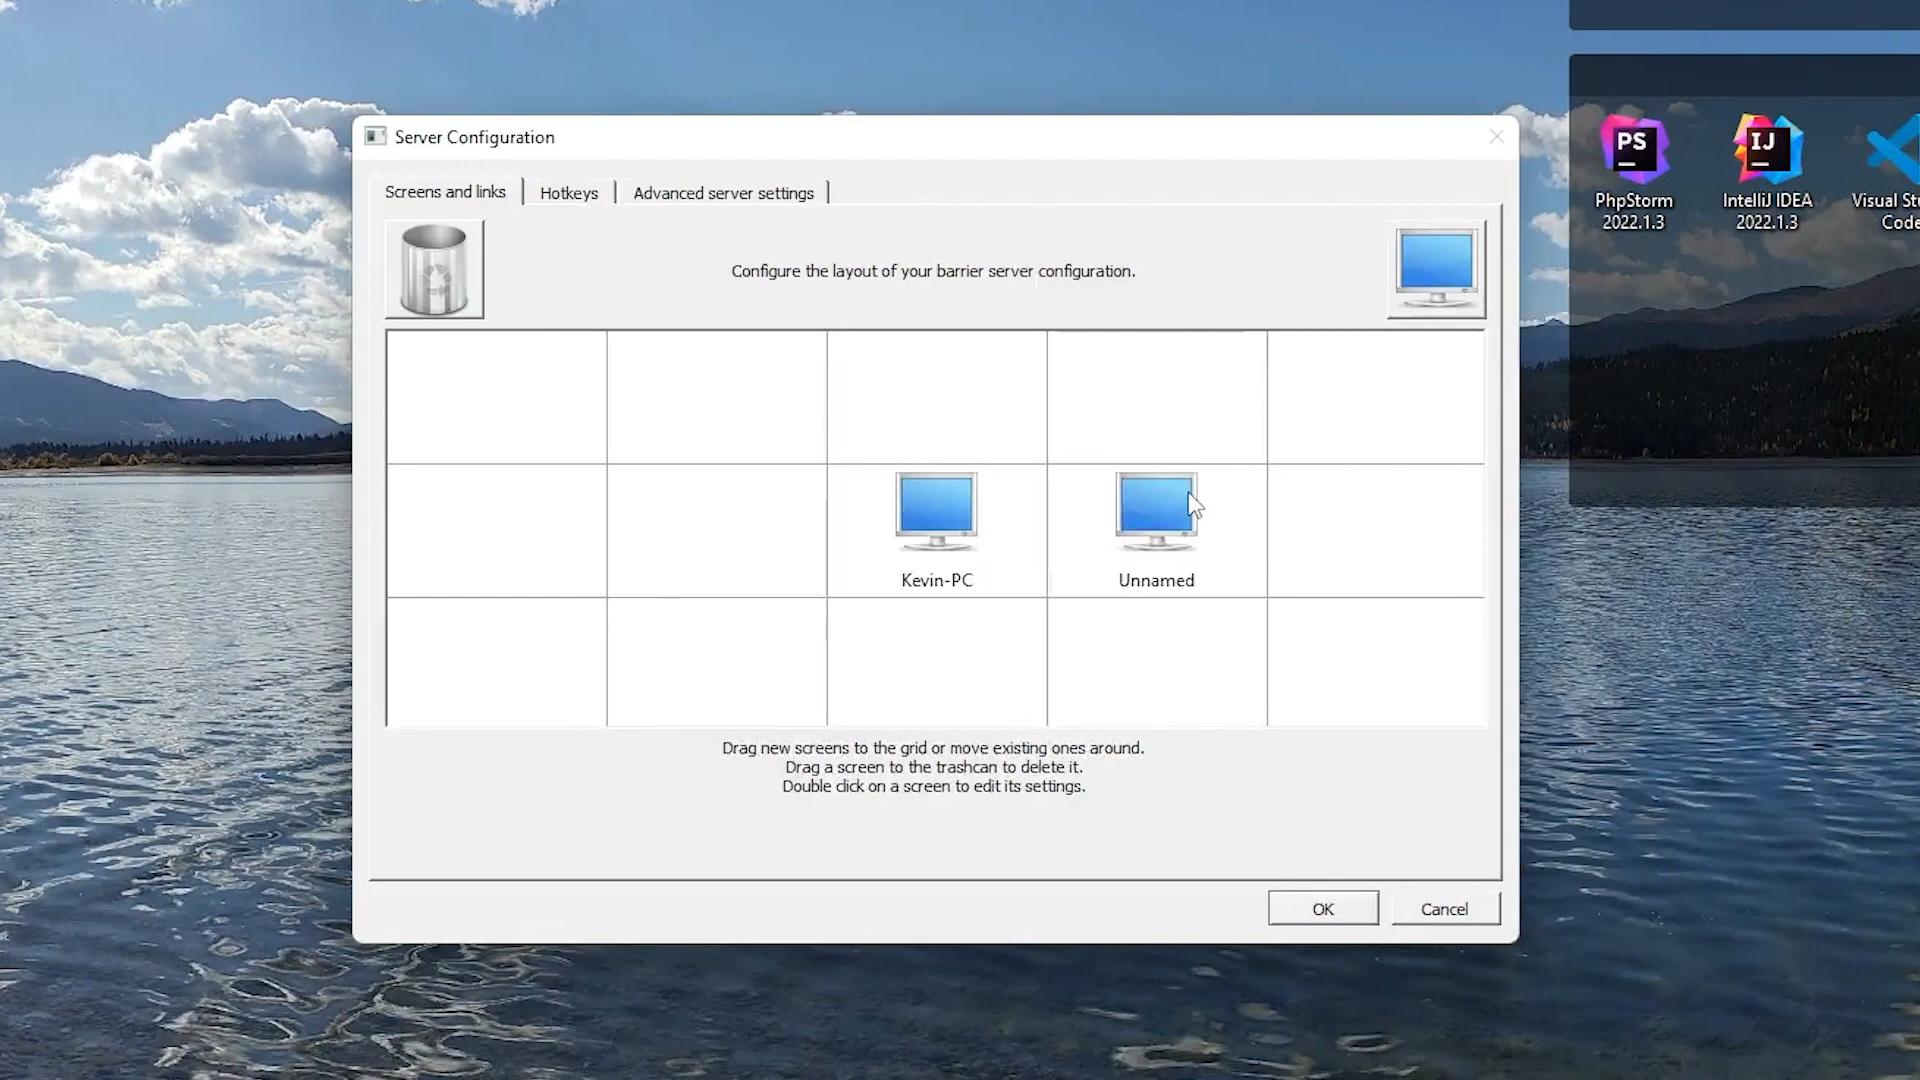 Server Configuration
Screens and links
Hotkeys
Advanced server settings
Configure the layout of your barrier server configuration.
Kevin-PC
Unnamed
Drag new screens to the grid or move existing ones around.
Drag a screen to the trashcan to delete it.
Double click on a screen to edit its settings.
OK
Cancel
PS
IJ
PhpStorm
2022.1.3
IntelliJ IDEA
2022.1.3
Visual Stu
Code